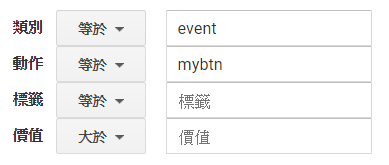 類別 等於 event
動作 等於 mybtn
標籤 等於 標籤
價值 大於 價值